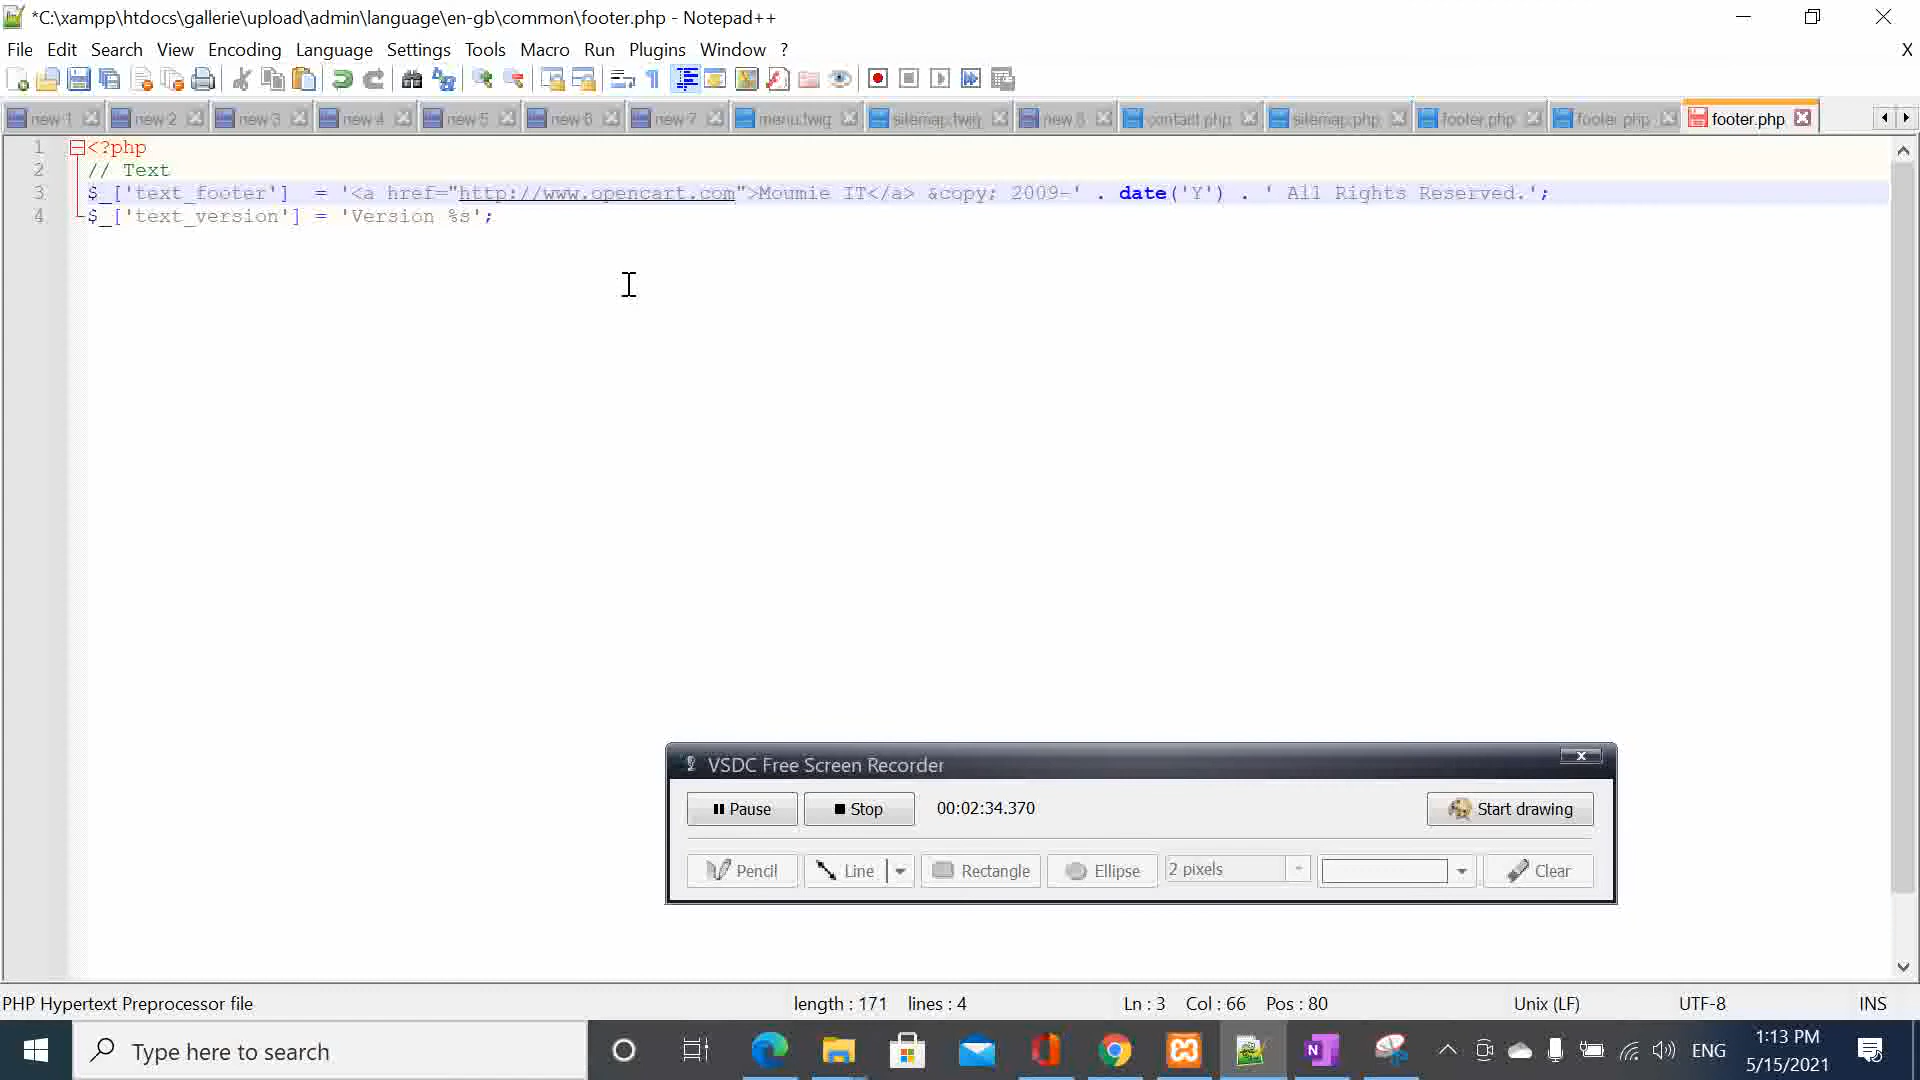 *C:\xampp\htdocs\gallerie\upload\admin\language\en-gb\common\footer.php - Notepad++
File Edit Search View Encoding Language Settings Tools Macro Run Plugins Window ? X
new 1 new 2 new 3 new 4 new 5 new 6 new 7 menu.twig sitemap.twig new 8 contact.php sitemap.php footer.php footer.php footer.php
1 <?php
2 // Text
3 $_['text_footer'] = '<a href="http://www.opencart.com">Moumie IT</a> &copy; 2009-' . date('Y') . ' All Rights Reserved.';
4 $_['text_version'] = 'Version %s';
VSDC Free Screen Recorder
Pause Stop 00:02:34.370 Start drawing
Pencil Line Rectangle Ellipse 2 pixels Clear
PHP Hypertext Preprocessor file length : 171 lines : 4 Ln : 3 Col : 66 Pos : 80 Unix (LF) UTF-8 INS
Type here to search ENG 1:13 PM
5/15/2021